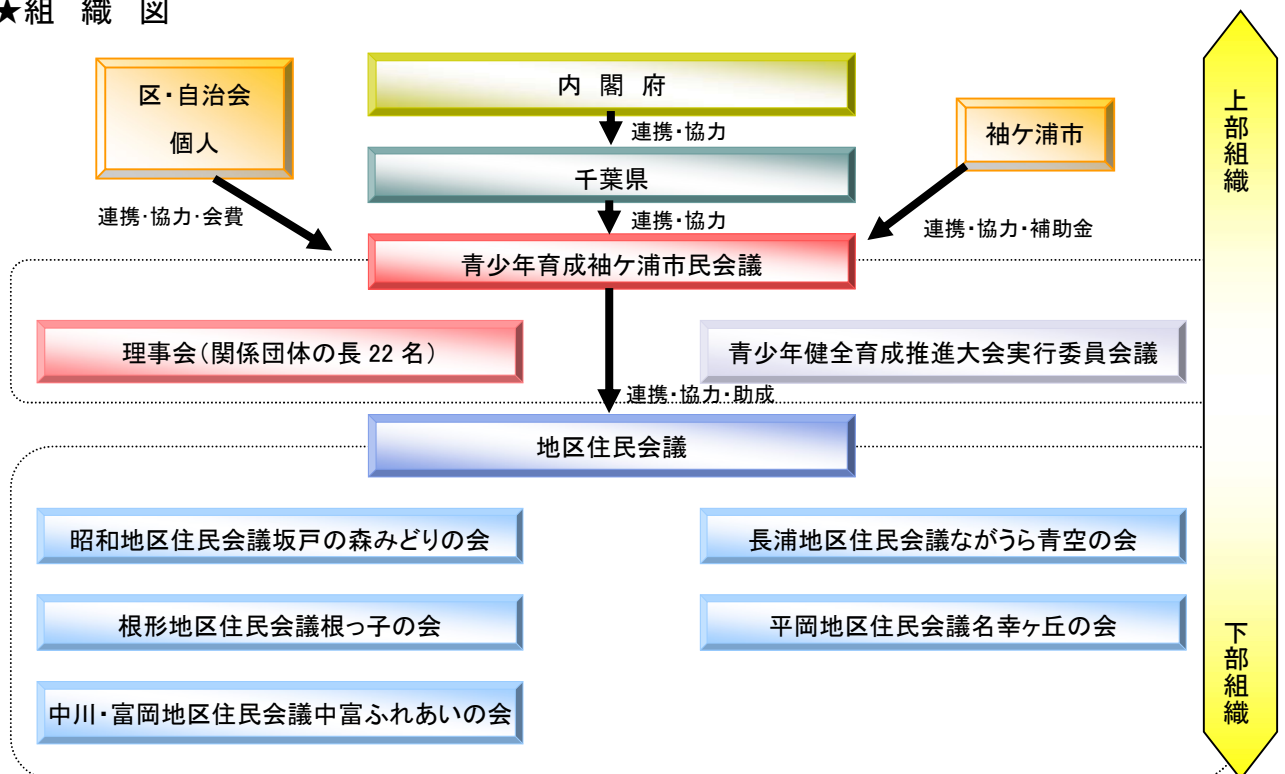 ★組 織 図
区・自治会
個人
内 閣 府
袖ケ浦市
連携・協力
千葉県
連携・協力・会費
連携・協力
連携・協力・補助金
青少年育成袖ケ浦市民会議
理事会(関係団体の長 22 名)
青少年健全育成推進大会実行委員会議
連携・協力・助成
地区住民会議
昭和地区住民会議坂戸の森みどりの会
長浦地区住民会議ながうら青空の会
根形地区住民会議根っ子の会
平岡地区住民会議名幸ヶ丘の会
中川・富岡地区住民会議中富ふれあいの会
上部組織
下部組織